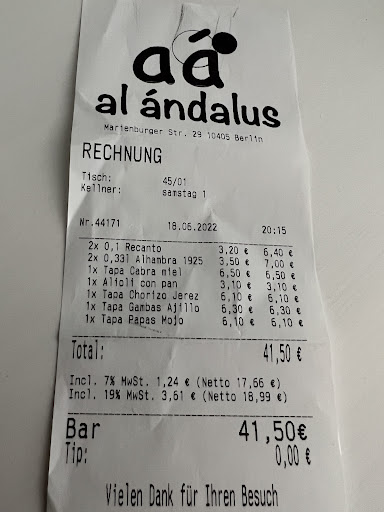 aá
al ándalus
Marienburger Str. 29 10405 Berlin
RECHNUNG
Tisch: 45/01
Kellner: samstag 1
Nr.44171 18.06.2022 20:15
2x 0,1 Recanto 3,20 € 6,40 €
2x 0,33l Alhambra 1925 3,50 € 7,00 €
1x Tapa Cabra miel 6,50 € 6,50 €
1x Alioli con pan 3,10 € 3,10 €
1x Tapa Chorizo Jerez 6,10 € 6,10 €
1x Tapa Gambas Ajillo 6,30 € 6,30 €
1x Tapa Papas Mojo 6,10 € 6,10 €
Total: 41,50 €
Incl. 7% MwSt. 1,24 € (Netto 17,66 €)
Incl. 19% MwSt. 3,61 € (Netto 18,99 €)
Bar 41,50€
Tip: 0,00 €
Vielen Dank für Ihren Besuch